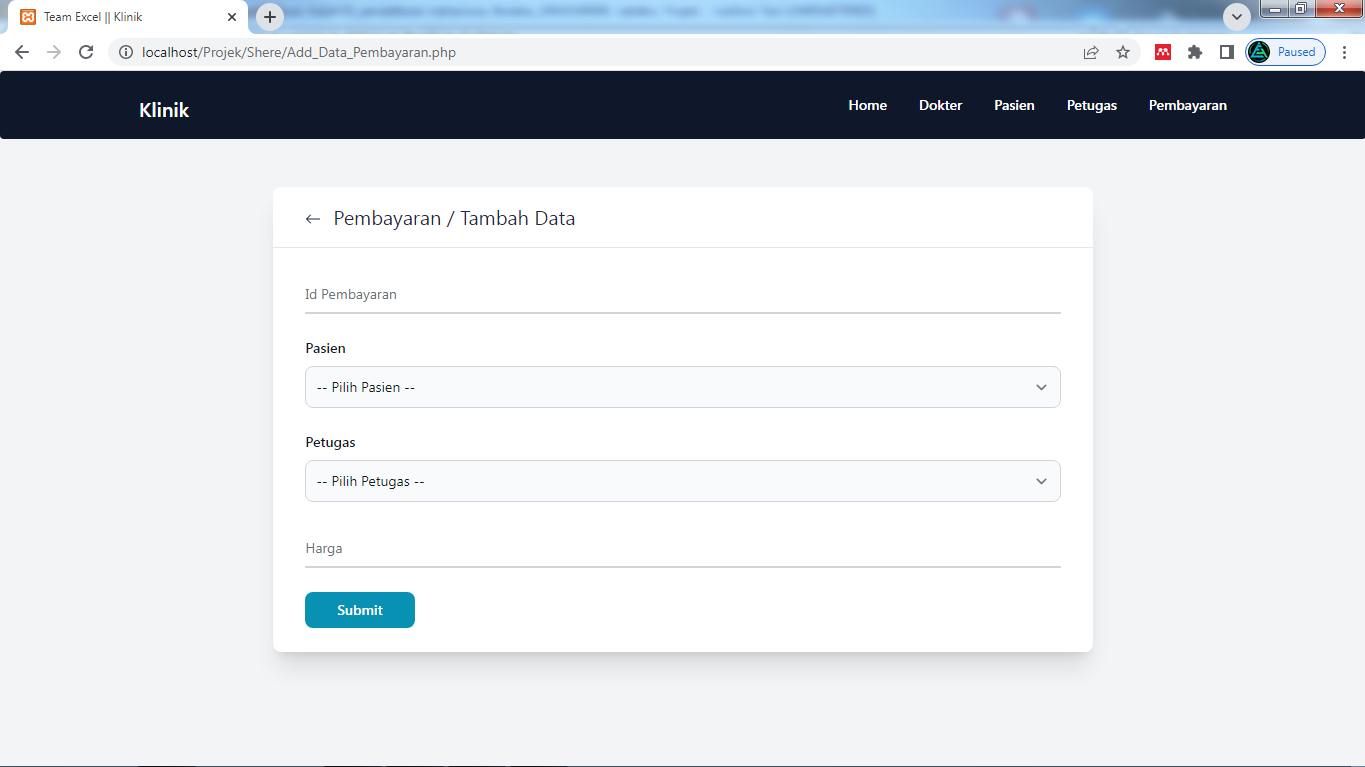 Team Excel || Klinik
localhost/Projek/Shere/Add_Data_Pembayaran.php
Paused
Klinik
Home Dokter Pasien Petugas Pembayaran
← Pembayaran / Tambah Data
Id Pembayaran
Pasien
-- Pilih Pasien --
Petugas
-- Pilih Petugas --
Harga
Submit